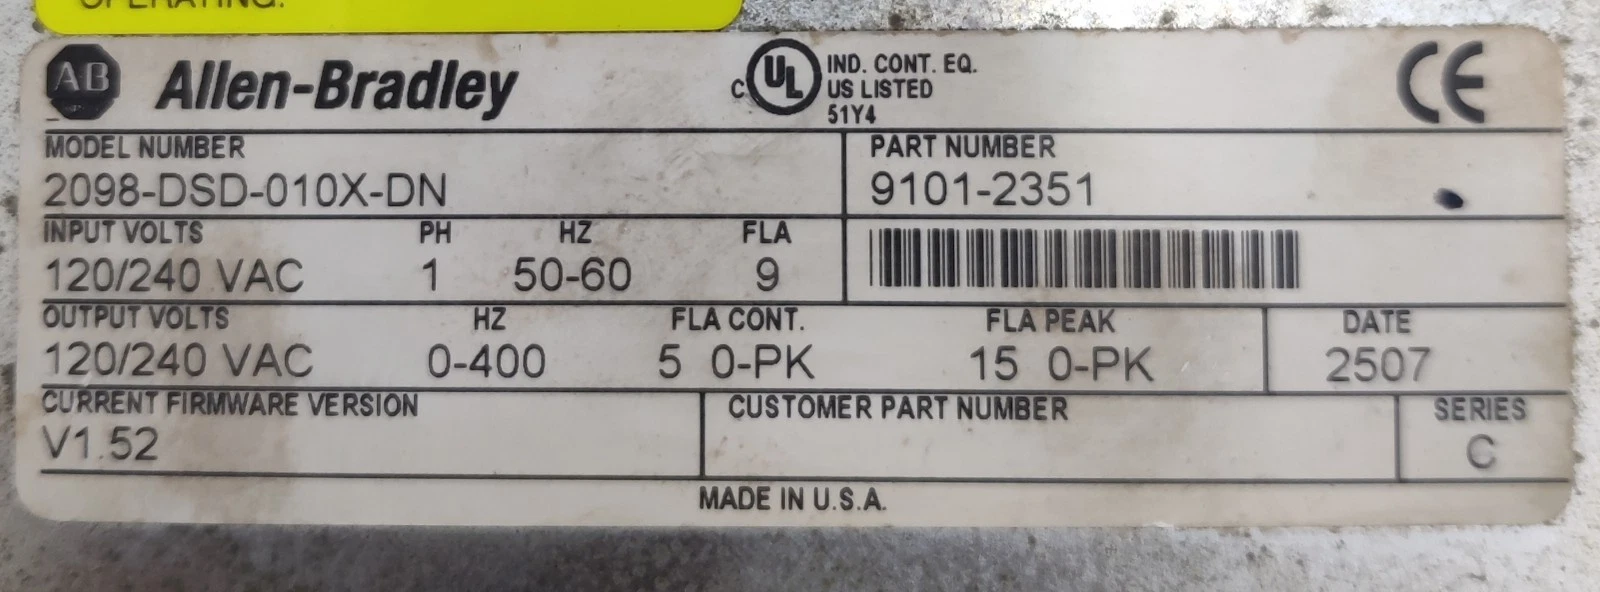 OPERATING.
AB Allen-Bradley
C UL IND. CONT. EQ.
US LISTED
51Y4
CE
MODEL NUMBER PART NUMBER
2098-DSD-010X-DN 9101-2351
INPUT VOLTS PH HZ FLA
120/240 VAC 1 50-60 9
OUTPUT VOLTS HZ FLA CONT. FLA PEAK DATE
120/240 VAC 0-400 5 0-PK 15 0-PK 2507
CURRENT FIRMWARE VERSION CUSTOMER PART NUMBER SERIES
V1.52 C
MADE IN U.S.A.